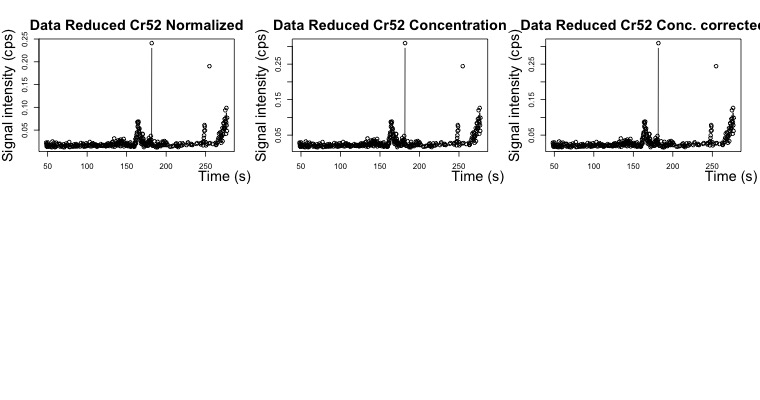 Data Reduced Cr52 Normalized
Signal intensity (cps)
0.05 0.10 0.15 0.20 0.25
50 100 150 200 250
Time (s)
Data Reduced Cr52 Concentration
Signal intensity (cps)
0.05 0.15 0.25
50 100 150 200 250
Time (s)
Data Reduced Cr52 Conc. corrected
Signal intensity (cps)
0.05 0.15 0.25
50 100 150 200 250
Time (s)